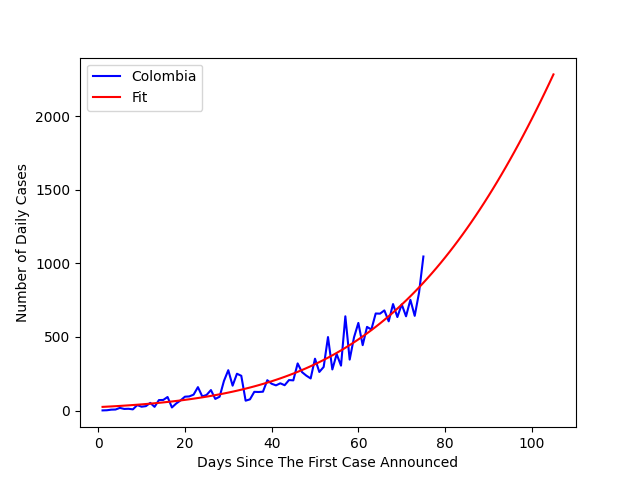 Colombia
Fit
2000
1500
1000
500
0
Number of Daily Cases
0 20 40 60 80 100
Days Since The First Case Announced